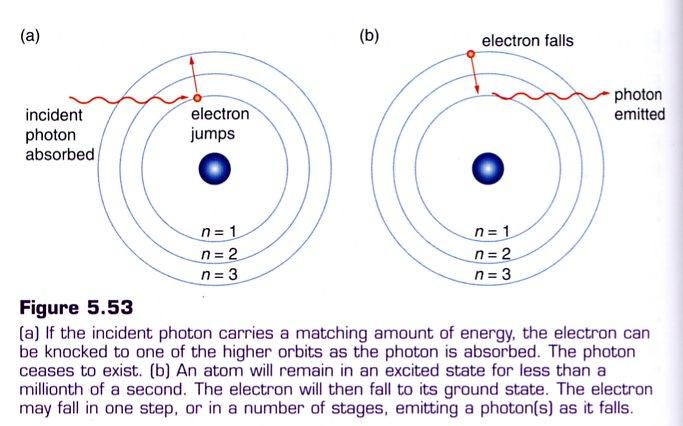 (a)
incident
photon
absorbed
electron
jumps
n = 1
n = 2
n = 3
(b)
electron falls
photon
emitted
n = 1
n = 2
n = 3
Figure 5.53
(a) If the incident photon carries a matching amount of energy, the electron can
be knocked to one of the higher orbits as the photon is absorbed. The photon
ceases to exist. (b) An atom will remain in an excited state for less than a
millionth of a second. The electron will then fall to its ground state. The electron
may fall in one step, or in a number of stages, emitting a photon(s) as it falls.